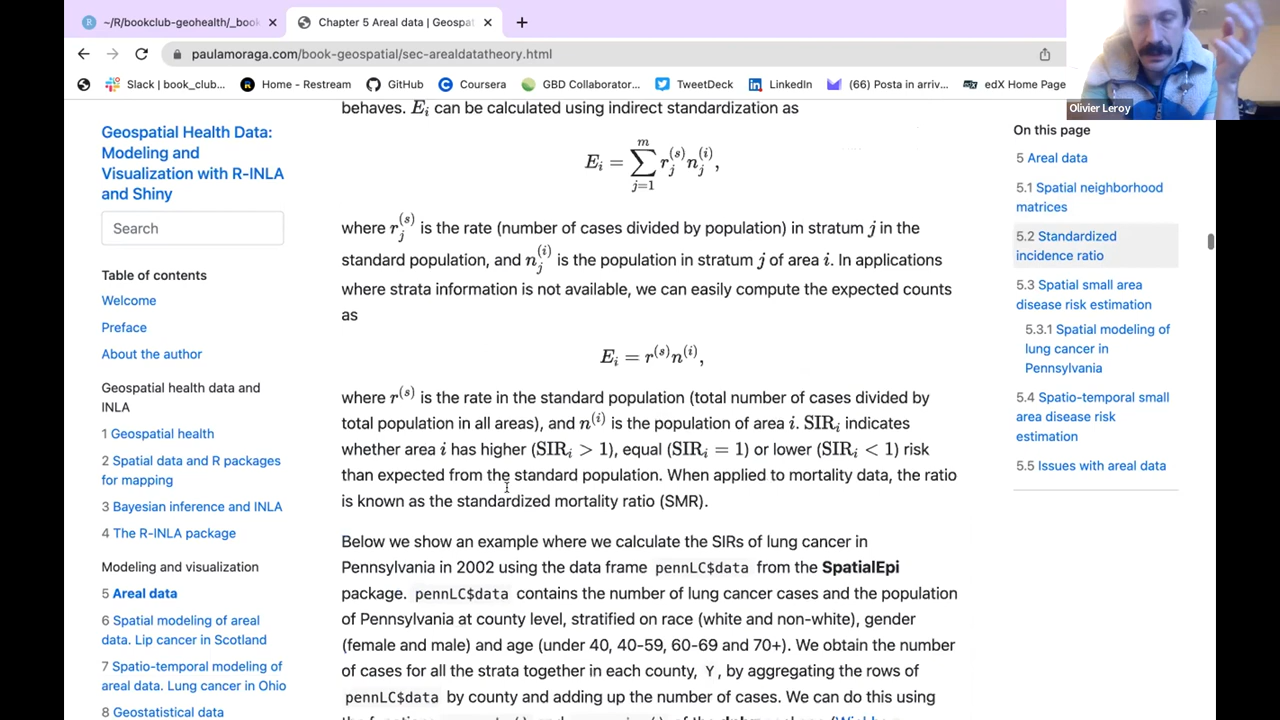 ~/R/bookclub-geohealth/_book
Chapter 5 Areal data | Geospat
paulamoraga.com/book-geospatial/sec-arealdatatheory.html
Slack | book_club... Home - Restream GitHub Coursera GBD Collaborator... TweetDeck LinkedIn (66) Posta in arriv... edX Home Page
Olivier Leroy
Geospatial Health Data:
Modeling and
Visualization with R-INLA
and Shiny
Search
Table of contents
Welcome
Preface
About the author
Geospatial health data and
INLA
1 Geospatial health
2 Spatial data and R packages
for mapping
3 Bayesian inference and INLA
4 The R-INLA package
Modeling and visualization
5 Areal data
6 Spatial modeling of areal
data. Lip cancer in Scotland
7 Spatio-temporal modeling of
areal data. Lung cancer in Ohio
8 Geostatistical data
behaves. E_i can be calculated using indirect standardization as
E_i = ∑_{j=1}^{m} r_j^{(s)} n_j^{(i)},
where r_j^{(s)} is the rate (number of cases divided by population) in stratum j in the
standard population, and n_j^{(i)} is the population in stratum j of area i. In applications
where strata information is not available, we can easily compute the expected counts
as
E_i = r^{(s)} n^{(i)},
where r^{(s)} is the rate in the standard population (total number of cases divided by
total population in all areas), and n^{(i)} is the population of area i. SIR_i indicates
whether area i has higher (SIR_i > 1), equal (SIR_i = 1) or lower (SIR_i < 1) risk
than expected from the standard population. When applied to mortality data, the ratio
is known as the standardized mortality ratio (SMR).
Below we show an example where we calculate the SIRs of lung cancer in
Pennsylvania in 2002 using the data frame pennLC$data from the SpatialEpi
package. pennLC$data contains the number of lung cancer cases and the population
of Pennsylvania at county level, stratified on race (white and non-white), gender
(female and male) and age (under 40, 40-59, 60-69 and 70+). We obtain the number
of cases for all the strata together in each county, Y, by aggregating the rows of
pennLC$data by county and adding up the number of cases. We can do this using
On this page
5 Areal data
5.1 Spatial neighborhood
matrices
5.2 Standardized
incidence ratio
5.3 Spatial small area
disease risk estimation
5.3.1 Spatial modeling of
lung cancer in
Pennsylvania
5.4 Spatio-temporal small
area disease risk
estimation
5.5 Issues with areal data